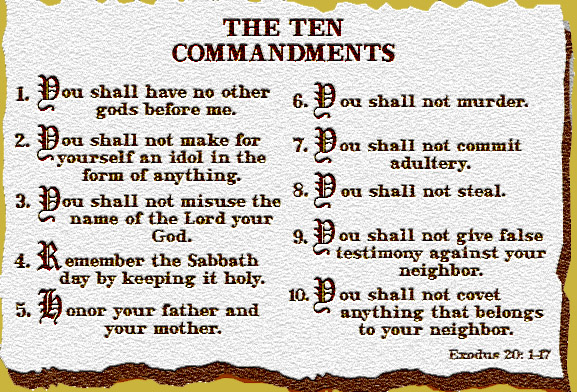 THE TEN
COMMANDMENTS
1. You shall have no other
gods before me.
2. You shall not make for
yourself an idol in the
form of anything.
3. You shall not misuse the
name of the Lord your
God.
4. Remember the Sabbath
day by keeping it holy.
5. Honor your father and
your mother.
6. You shall not murder.
7. You shall not commit
adultery.
8. You shall not steal.
9. You shall not give false
testimony against your
neighbor.
10. You shall not covet
anything that belongs
to your neighbor.
Exodus 20: 1-17